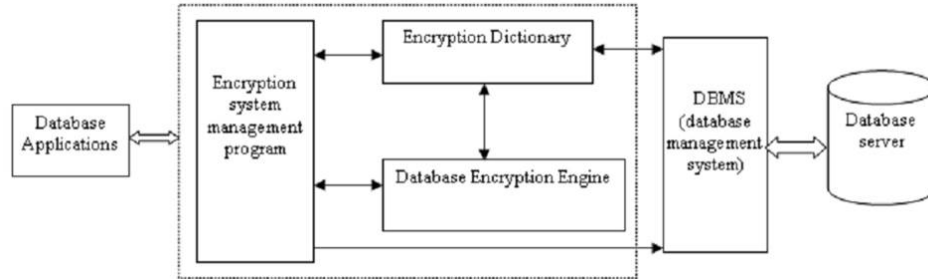 Database
Applications
Encryption
system
management
program
Encryption Dictionary
Database Encryption Engine
DBMS
(database
management
system)
Database
server